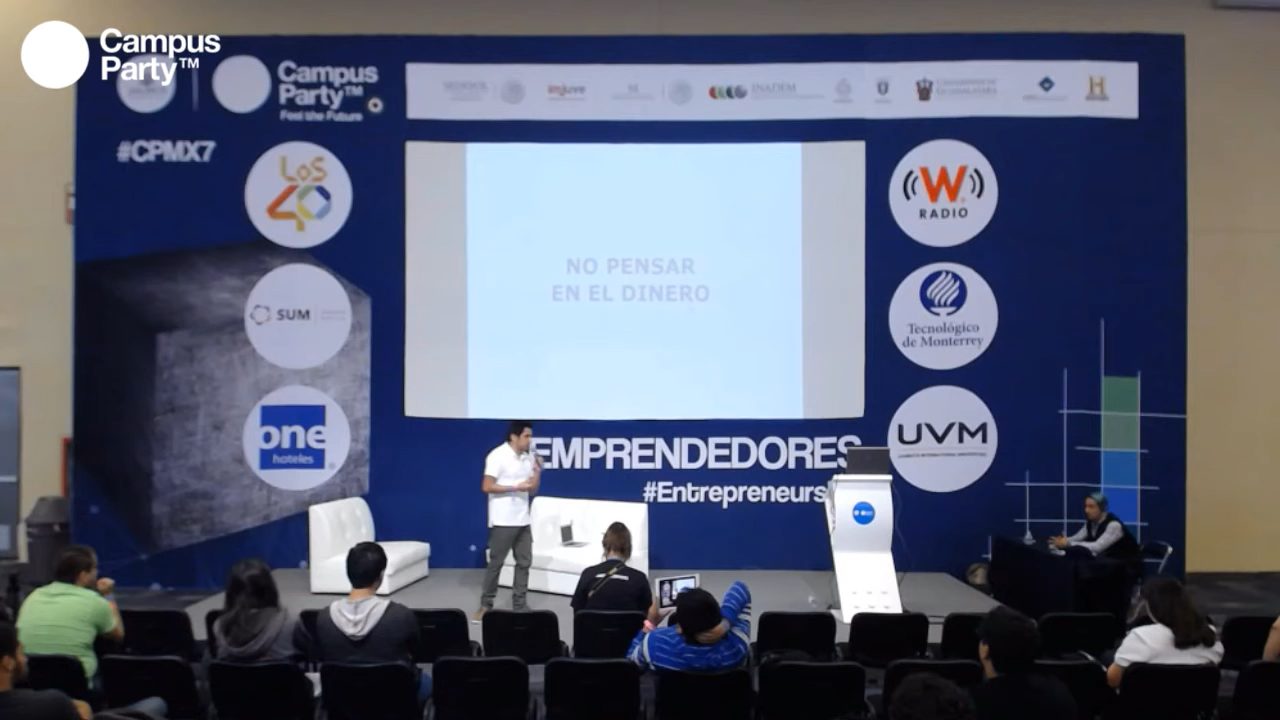 Campus
Party™
Campus
Party™
Feel the Future
#CPMX7
imjuve
INADEM
LOS
40
W
RADIO
NO PENSAR
EN EL DINERO
SUM
Tecnológico
de Monterrey
one
hoteles
UVM
EMPRENDEDORES
#Entrepreneurs